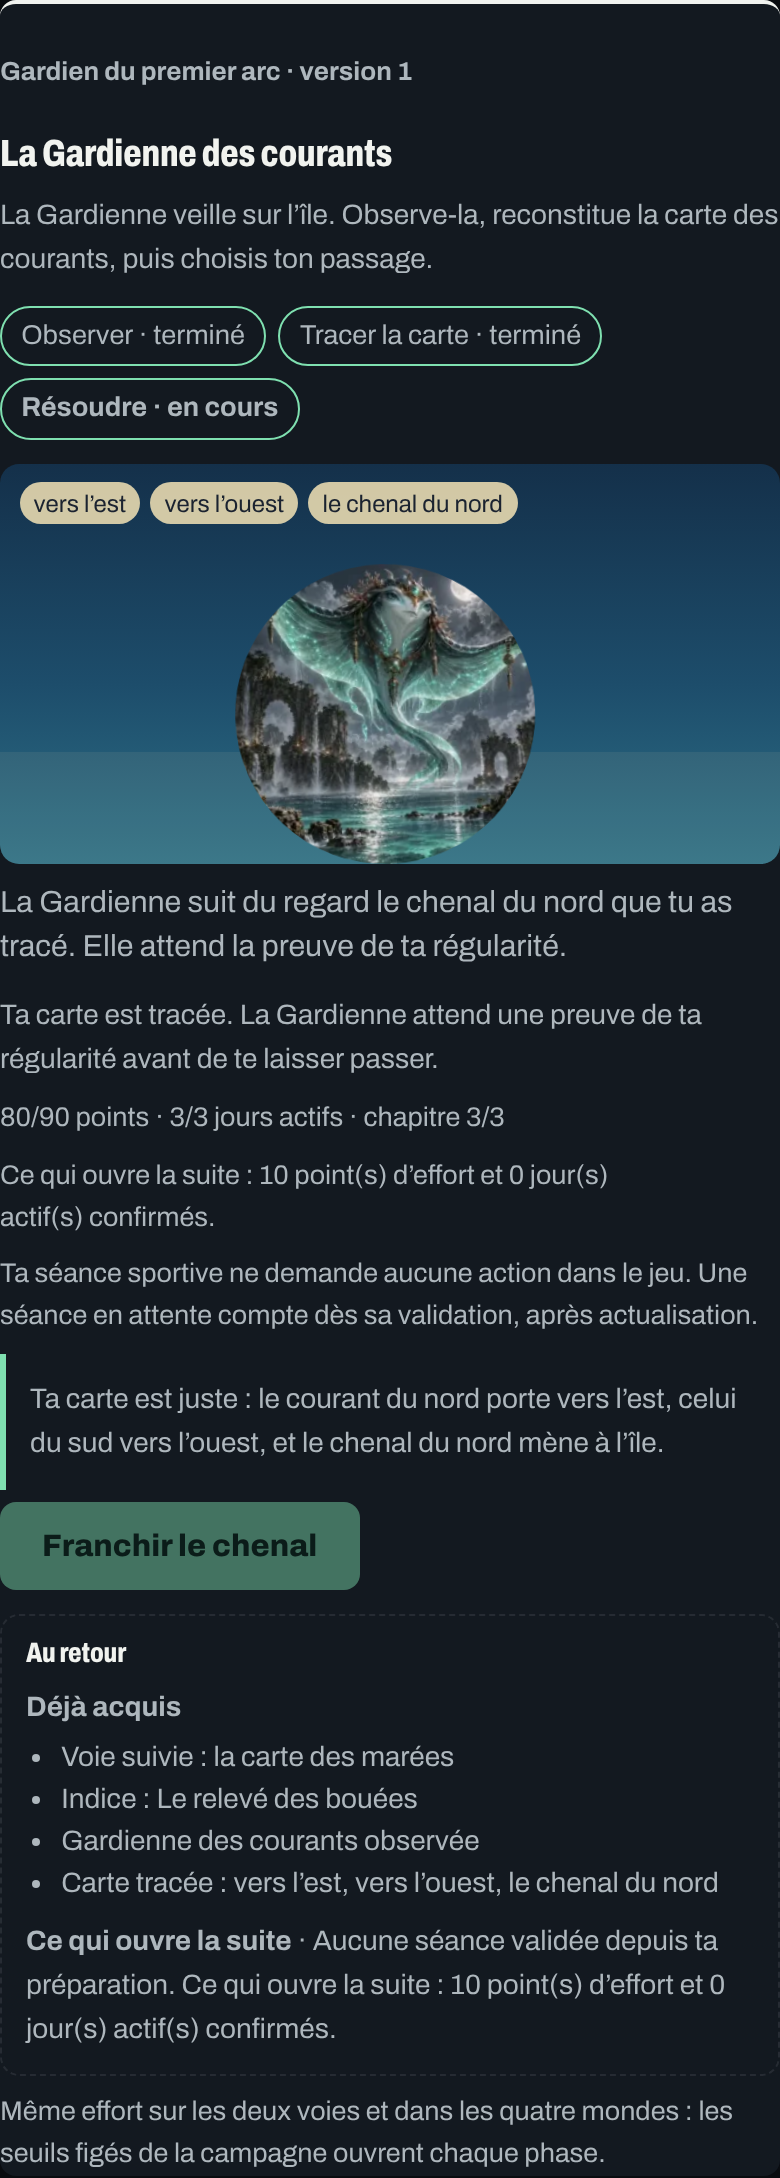 Gardien du premier arc · version 1
La Gardienne des courants
La Gardienne veille sur l’île. Observe-la, reconstitue la carte des
courants, puis choisis ton passage.
Observer · terminé
Tracer la carte · terminé
Résoudre · en cours
vers l’est
vers l’ouest
le chenal du nord
La Gardienne suit du regard le chenal du nord que tu as
tracé. Elle attend la preuve de ta régularité.
Ta carte est tracée. La Gardienne attend une preuve de ta
régularité avant de te laisser passer.
80/90 points · 3/3 jours actifs · chapitre 3/3
Ce qui ouvre la suite : 10 point(s) d’effort et 0 jour(s)
actif(s) confirmés.
Ta séance sportive ne demande aucune action dans le jeu. Une
séance en attente compte dès sa validation, après actualisation.
Ta carte est juste : le courant du nord porte vers l’est, celui
du sud vers l’ouest, et le chenal du nord mène à l’île.
Franchir le chenal
Au retour
Déjà acquis
• Voie suivie : la carte des marées
• Indice : Le relevé des bouées
• Gardienne des courants observée
• Carte tracée : vers l’est, vers l’ouest, le chenal du nord
Ce qui ouvre la suite · Aucune séance validée depuis ta
préparation. Ce qui ouvre la suite : 10 point(s) d’effort et 0
jour(s) actif(s) confirmés.
Même effort sur les deux voies et dans les quatre mondes : les
seuils figés de la campagne ouvrent chaque phase.